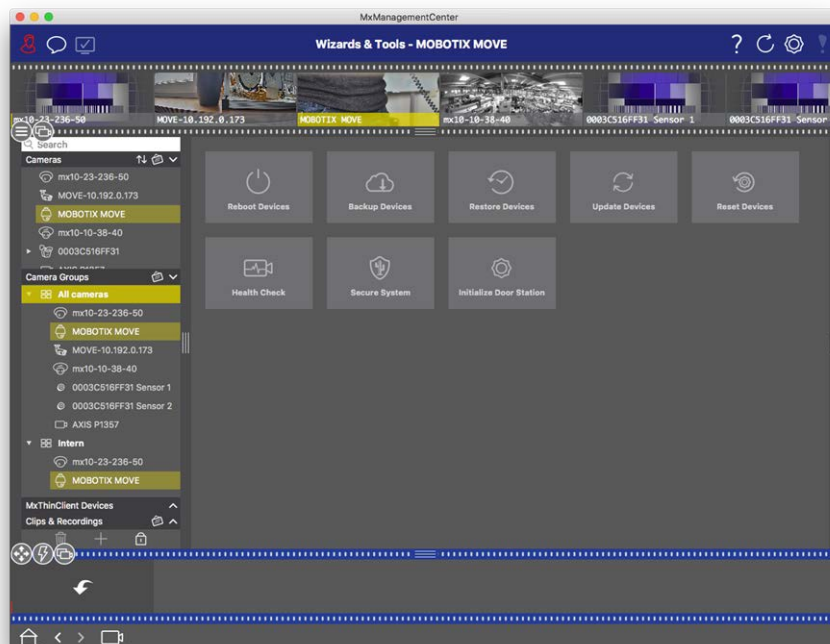 MxManagementCenter
Wizards & Tools - MOBOTIX MOVE
mx10-23-236-50
MOVE-10.192.0.173
MOBOTIX MOVE
mx10-10-38-40
0003C516FF31 Sensor 1
0003C516FF31 Sensor
Search
Cameras
mx10-23-236-50
MOVE-10.192.0.173
MOBOTIX MOVE
mx10-10-38-40
0003C516FF31
AXIS P1357
Camera Groups
All cameras
mx10-23-236-50
MOBOTIX MOVE
MOVE-10.192.0.173
mx10-10-38-40
0003C516FF31 Sensor 1
0003C516FF31 Sensor 2
AXIS P1357
Intern
mx10-23-236-50
MOBOTIX MOVE
MxThinClient Devices
Clips & Recordings
Reboot Devices
Backup Devices
Restore Devices
Update Devices
Reset Devices
Health Check
Secure System
Initialize Door Station